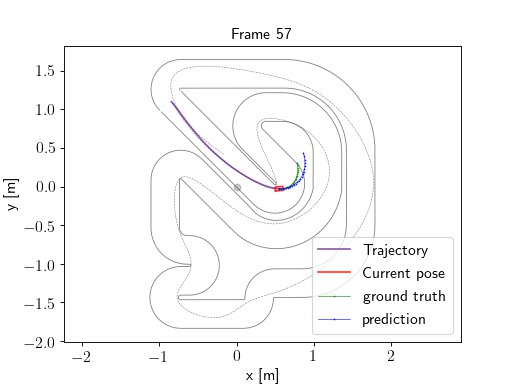 Frame 57
y [m]
1.5
1.0
0.5
0.0
−0.5
−1.0
−1.5
−2.0
−2 −1 0 1 2
x [m]
Trajectory
Current pose
ground truth
prediction